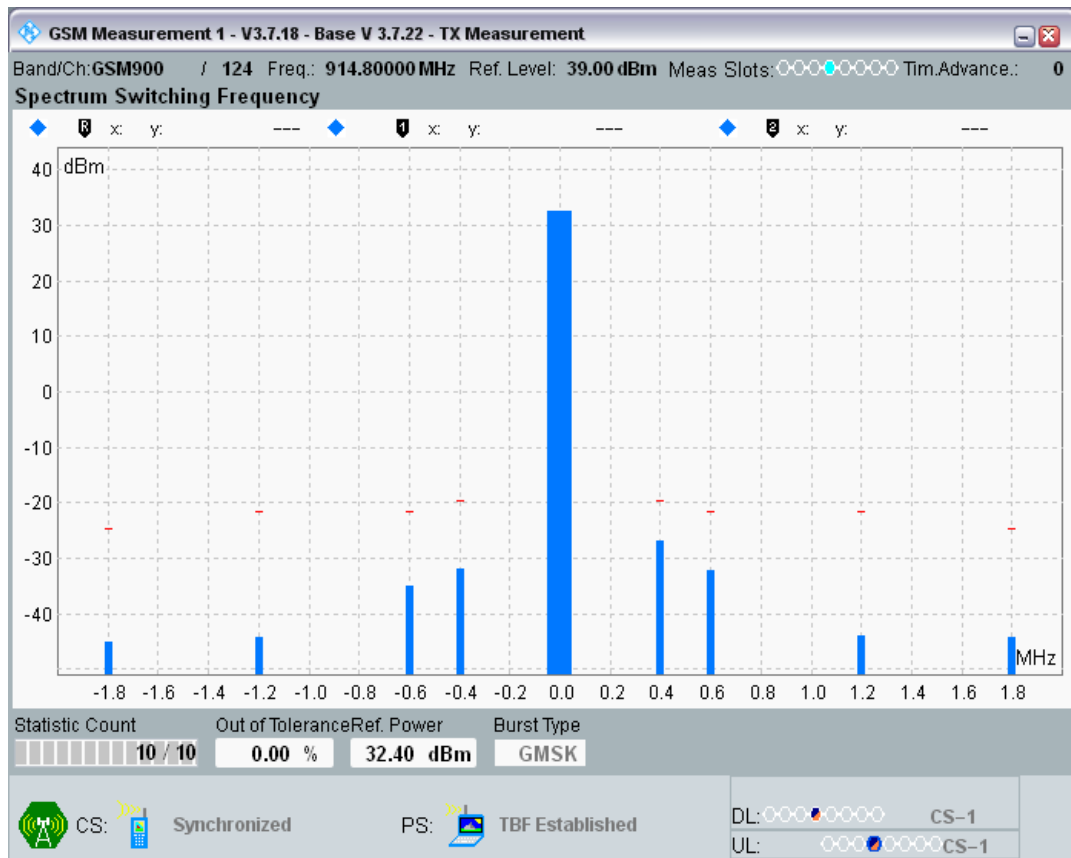 GSM Measurement 1 - V3.7.18 - Base V 3.7.22 - TX Measurement
Band/Ch:GSM900 / 124 Freq.: 914.80000 MHz Ref. Level: 39.00 dBm Meas Slots: Tim.Advance.: 0
Spectrum Switching Frequency
R x: y: --- 1 x: y: --- 2 x: y: ---
dBm
40
30
20
10
0
-10
-20
-30
-40
MHz
-1.8 -1.6 -1.4 -1.2 -1.0 -0.8 -0.6 -0.4 -0.2 0.0 0.2 0.4 0.6 0.8 1.0 1.2 1.4 1.6 1.8
Statistic Count Out of Tolerance Ref. Power Burst Type
10 / 10 0.00 % 32.40 dBm GMSK
CS: Synchronized PS: TBF Established
DL: CS-1
UL: CS-1